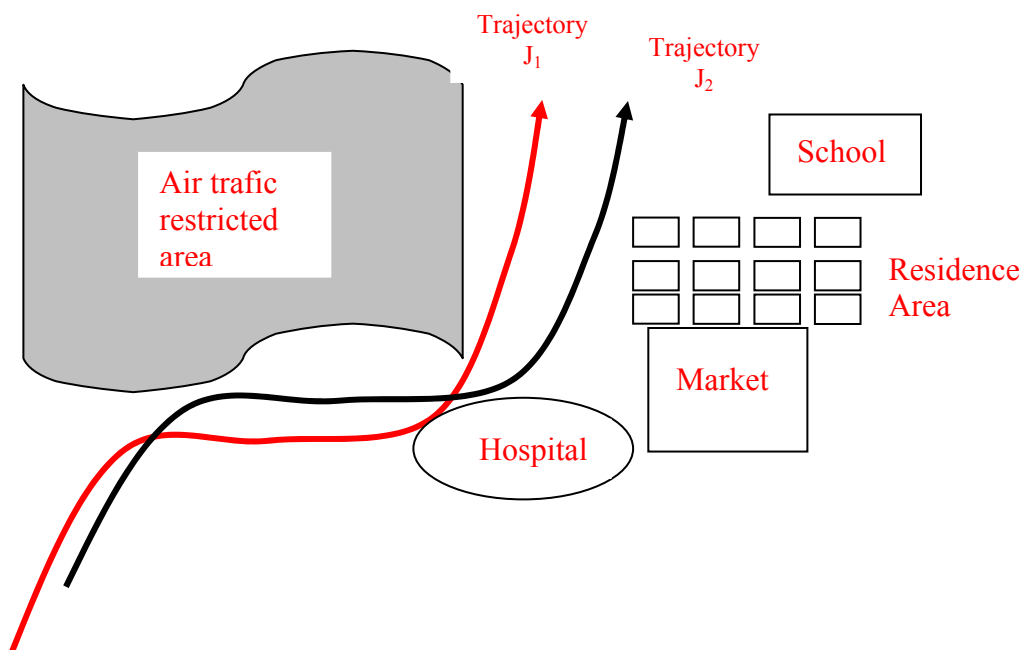 Trajectory
J₁
Trajectory
J₂
School
Air trafic
restricted
area
Residence
Area
Market
Hospital